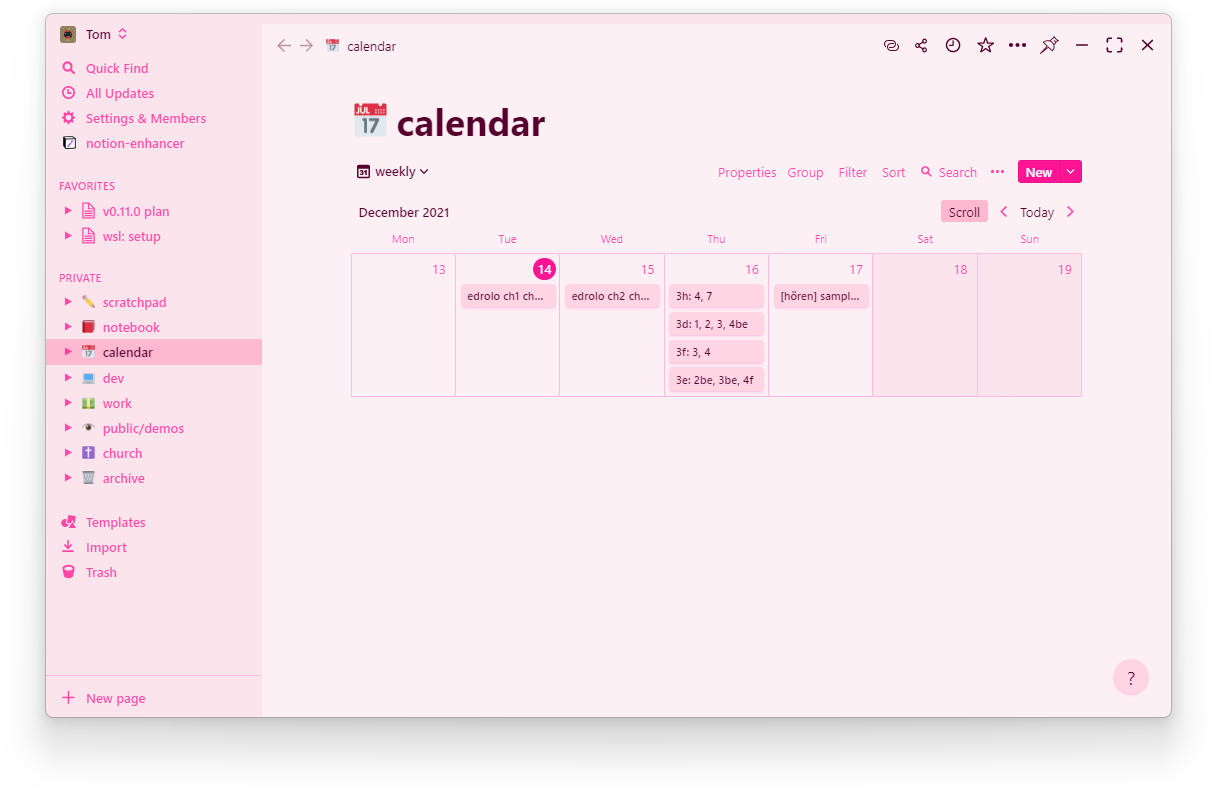 Tom
Quick Find
All Updates
Settings & Members
notion-enhancer
FAVORITES
v0.11.0 plan
wsl: setup
PRIVATE
scratchpad
notebook
calendar
dev
work
public/demos
church
archive
Templates
Import
Trash
New page
calendar
JUL 17 calendar
31 weekly
Properties Group Filter Sort Search ••• New
December 2021 Scroll Today
Mon Tue Wed Thu Fri Sat Sun
13 14 15 16 17 18 19
edrolo ch1 ch... edrolo ch2 ch... 3h: 4, 7 [hören] sampl...
3d: 1, 2, 3, 4be
3f: 3, 4
3e: 2be, 3be, 4f
?